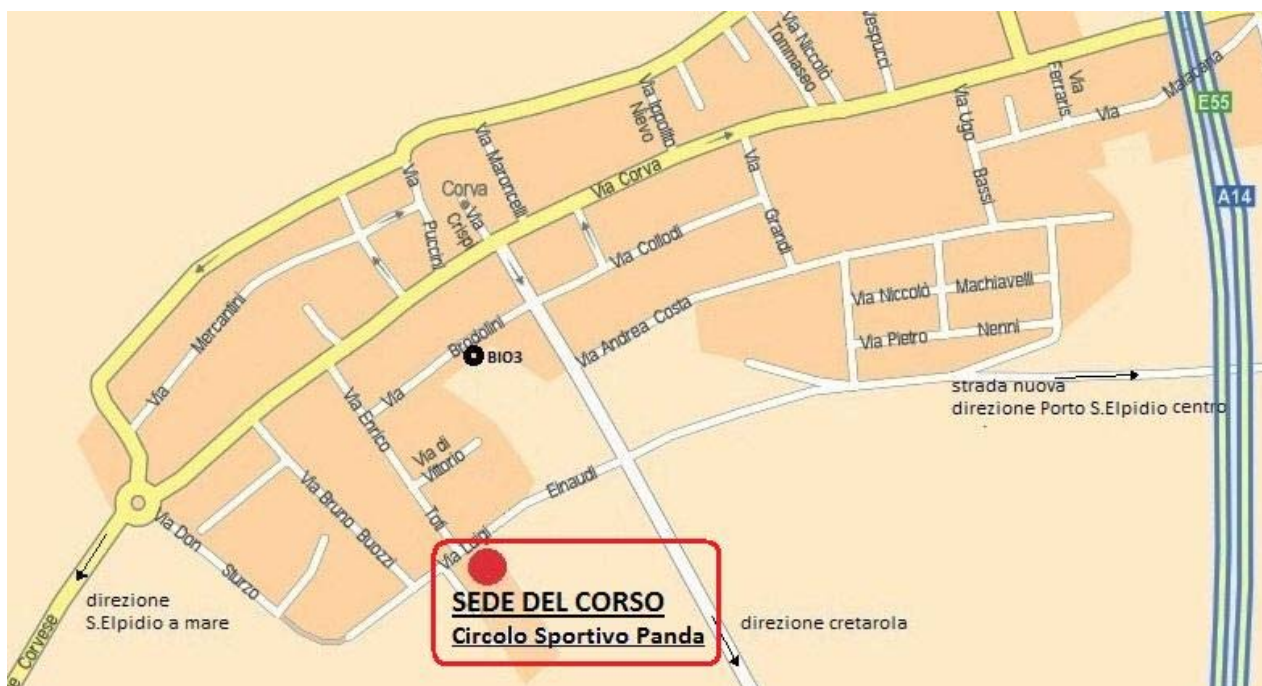 Via Niccolò
Tommaseo
Vespucci
Via Ippolito
Nievo
Via
Ferraris
Via
Malagana
E55
Via Maroncelli
Via Ugo
Bassi
A14
Via
Puccini
Corva
Via
Crispi
Via Corva
Via
Grandi
Via Collodi
Via
Mercantini
Via Niccolò
Machiavelli
Via Andrea Costa
Via
Brodolini
BIO3
Via Pietro
Nenni
strada nuova
direzione Porto S.Elpidio centro
Via Enrico
Toti
Via di
Vittorio
Via Luigi
Einaudi
Via Bruno
Buozzi
Via Don
Sturzo
SEDE DEL CORSO
Circolo Sportivo Panda
direzione
S.Elpidio a mare
direzione cretarola
e Corvese